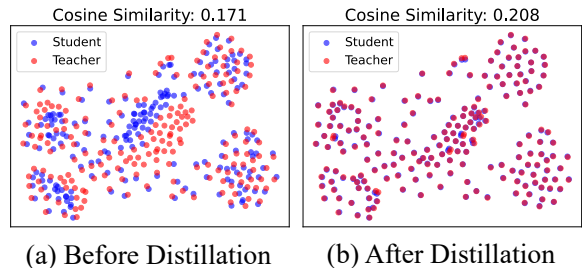 Cosine Similarity: 0.171
Student
Teacher
(a) Before Distillation
Cosine Similarity: 0.208
Student
Teacher
(b) After Distillation